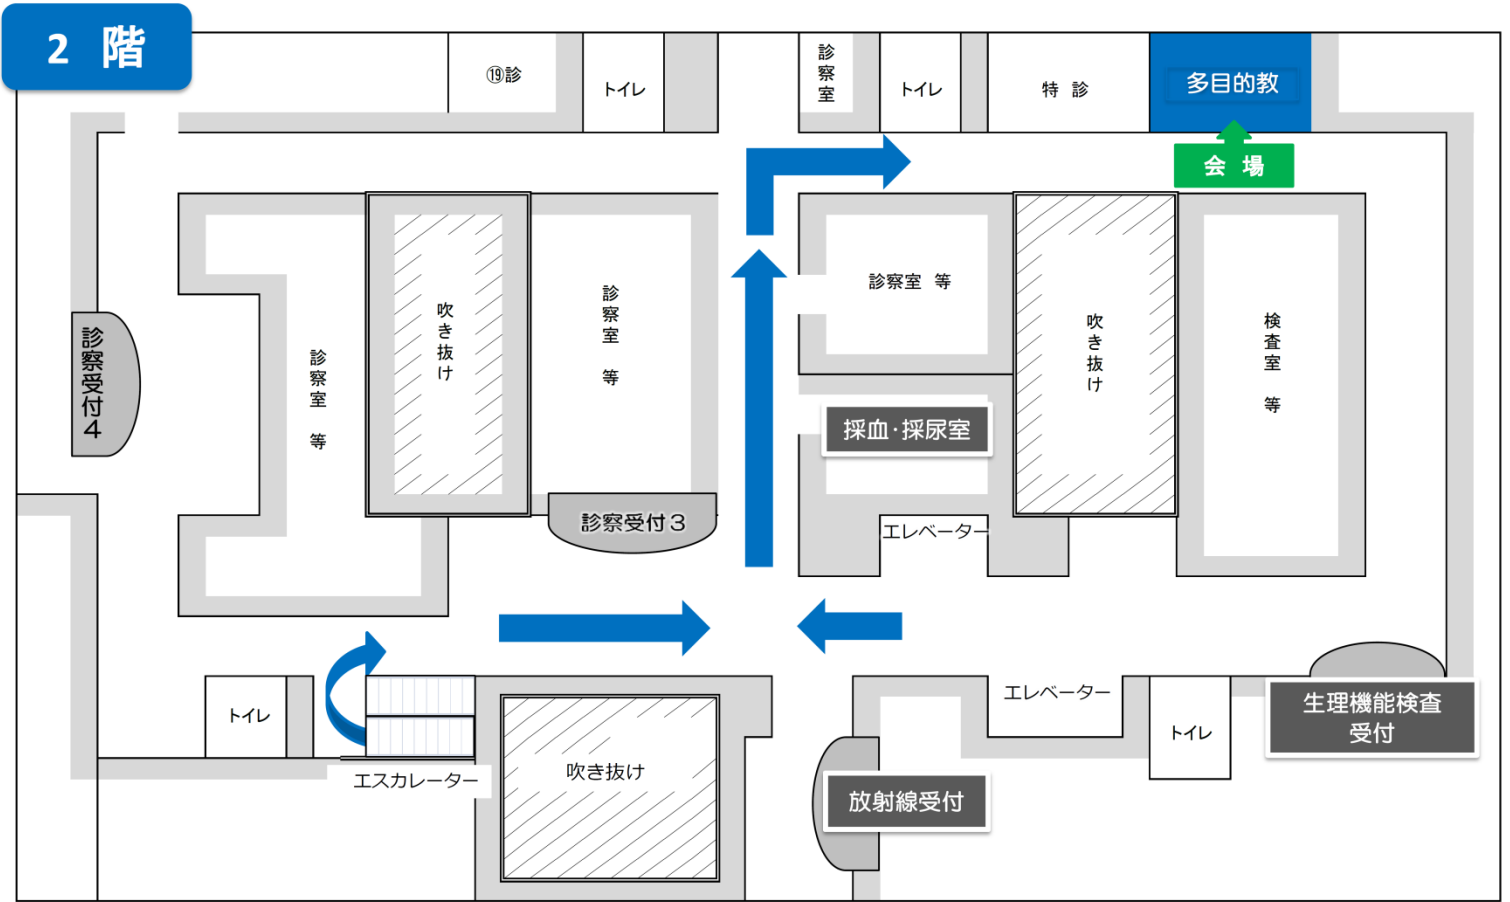 2 階
⑲診
トイレ
診察室
トイレ
特 診
多目的教
会 場
診察受付4
診察室 等
吹き抜け
診察室 等
診察受付3
診察室 等
採血・採尿室
エレベーター
吹き抜け
検査室 等
トイレ
エスカレーター
吹き抜け
放射線受付
エレベーター
トイレ
生理機能検査
受付